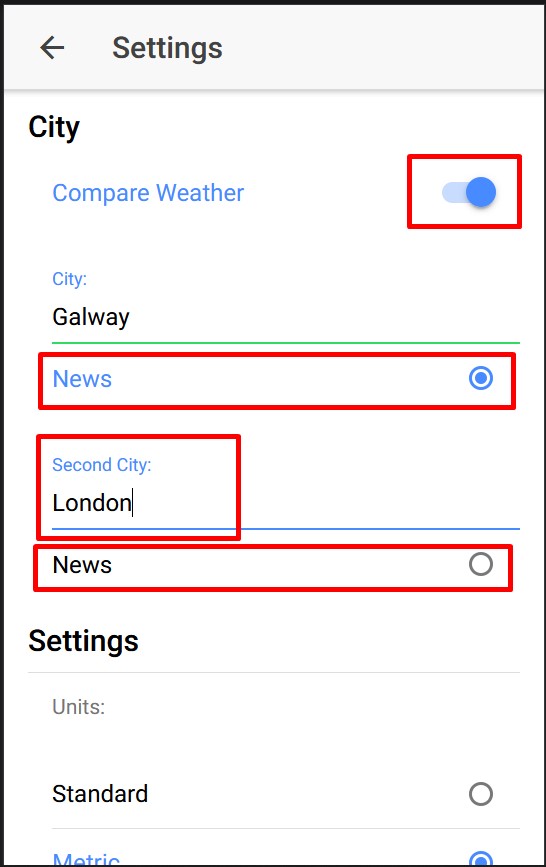 Settings
City
Compare Weather
City:
Galway
News
Second City:
London
News
Settings
Units:
Standard
Metric